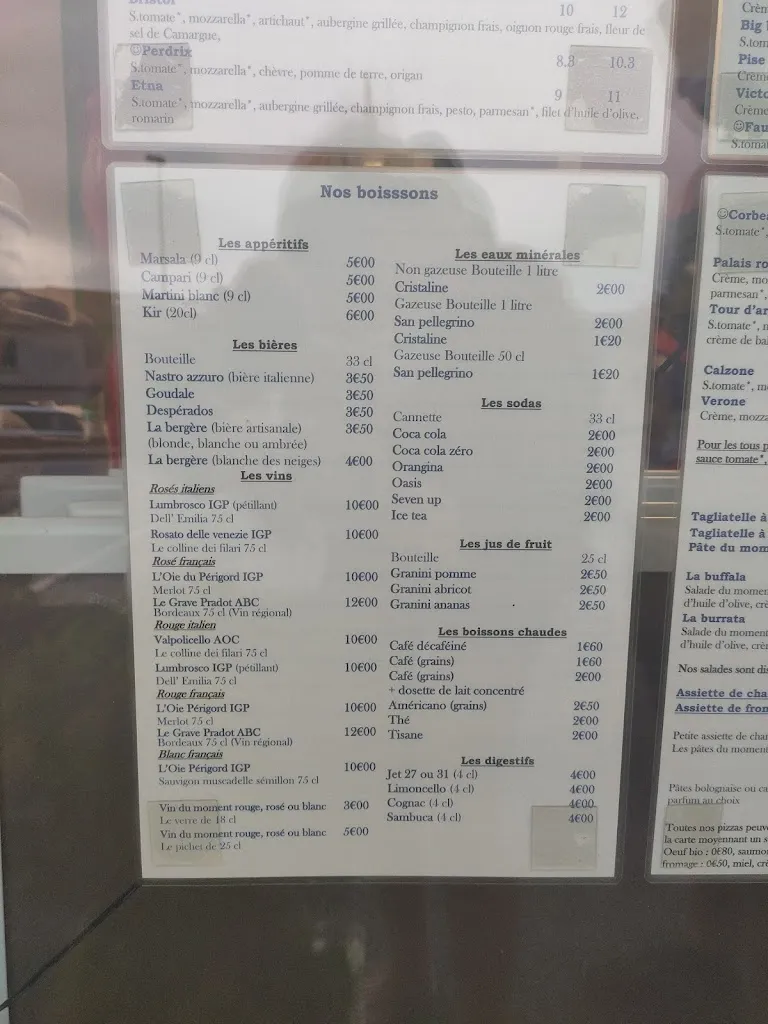 Bristol 10 12
S.tomate*, mozzarella*, artichaut*, aubergine grillée, champignon frais, oignon rouge frais, fleur de
sel de Camargue,
☺Perdrix 8.3 10.3
S.tomate*, mozzarella*, chèvre, pomme de terre, origan
Etna 9 11
S.tomate*, mozzarella*, aubergine grillée, champignon frais, pesto, parmesan*, filet d'huile d'olive,
romarin
Nos boisssons
Les appéritifs
Marsala (9 cl) 5€00
Campari (9 cl) 5€00
Martini blanc (9 cl) 5€00
Kir (20cl) 6€00
Les bières
Bouteille 33 cl
Nastro azzuro (bière italienne) 3€50
Goudale 3€50
Despérados 3€50
La bergère (bière artisanale) 3€50
(blonde, blanche ou ambrée)
La bergère (blanche des neiges) 4€00
Les vins
Rosés italiens
Lumbrosco IGP (pétillant) 10€00
Dell' Emilia 75 cl
Rosato delle venezie IGP 10€00
Le colline dei filari 75 cl
Rosé français
L'Oie du Périgord IGP 10€00
Merlot 75 cl
Le Grave Pradot ABC 12€00
Bordeaux 75 cl (Vin régional)
Rouge italien
Valpolicello AOC 10€00
Le colline dei filari 75 cl
Lumbrosco IGP (pétillant) 10€00
Dell' Emilia 75 cl
Rouge français
L'Oie Périgord IGP 10€00
Merlot 75 cl
Le Grave Pradot ABC 12€00
Bordeaux 75 cl (Vin régional)
Blanc français
L'Oie Périgord IGP 10€00
Sauvigon muscadelle sémillon 75 cl
Vin du moment rouge, rosé ou blanc 3€00
Le verre de 18 cl
Vin du moment rouge, rosé ou blanc 5€00
Le pichet de 25 cl
Les eaux minérales
Non gazeuse Bouteille 1 litre
Cristaline 2€00
Gazeuse Bouteille 1 litre
San pellegrino 2€00
Cristaline 1€20
Gazeuse Bouteille 50 cl
San pellegrino 1€20
Les sodas
Cannette 33 cl
Coca cola 2€00
Coca cola zéro 2€00
Orangina 2€00
Oasis 2€00
Seven up 2€00
Ice tea 2€00
Les jus de fruit
Bouteille 25 cl
Granini pomme 2€50
Granini abricot 2€50
Granini ananas 2€50
Les boissons chaudes
Café décaféiné 1€60
Café (grains) 1€60
Café (grains) 2€00
+ dosette de lait concentré
Américano (grains) 2€50
Thé 2€00
Tisane 2€00
Les digestifs
Jet 27 ou 31 (4 cl) 4€00
Limoncello (4 cl) 4€00
Cognac (4 cl) 4€00
Sambuca (4 cl) 4€00
Crèm
Big
S.tom
Pise
Crème
Victo
Crème
☺Fau
S.tomat
☺Corbea
S.tomate*,
Palais ro
Crème, mo
parmesan*,
Tour d'ar
S.tomate*, m
crème de ba
Calzone
S.tomate*, m
Verone
Crème, mozza
Pour les tous p
sauce tomate*,
Tagliatelle à
Tagliatelle à
Pâte du mom
La buffala
Salade du momen
d'huile d'olive, crè
La burrata
Salade du moment
d'huile d'olive, crè
Nos salades sont dis
Assiette de cha
Assiette de from
Petite assiette de char
Les pâtes du moment
Pâtes bolognaise ou ca
parfum au choix
Toutes nos pizzas peuve
la carte moyennant un s
Oeuf bio : 0€80, saumo
fromage : 0€50, miel, crè